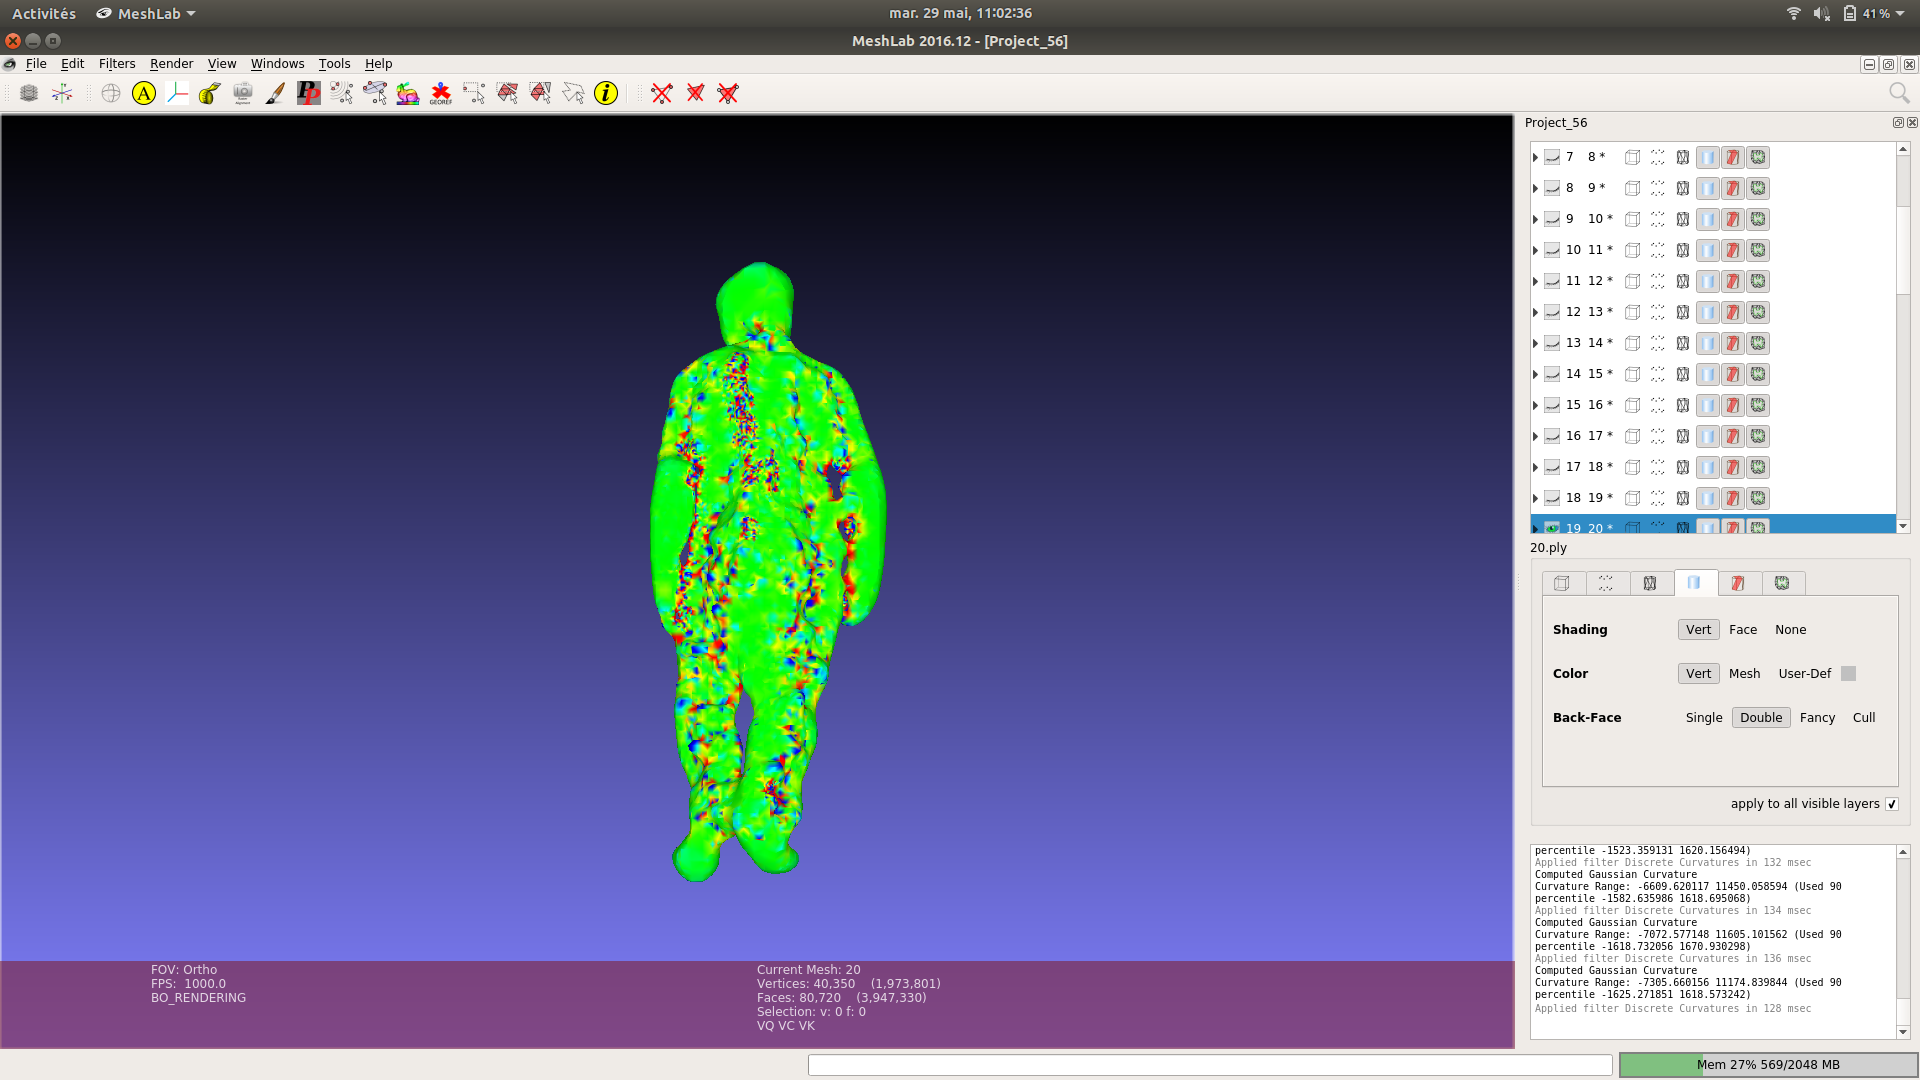 Activités MeshLab mar. 29 mai, 11:02:36 41 %
MeshLab 2016.12 - [Project_56]
File Edit Filters Render View Windows Tools Help
A PP GEOREF i
Project_56
7 8 *
8 9 *
9 10 *
10 11 *
11 12 *
12 13 *
13 14 *
14 15 *
15 16 *
16 17 *
17 18 *
18 19 *
19 20 *
20.ply
Shading Vert Face None
Color Vert Mesh User-Def
Back-Face Single Double Fancy Cull
apply to all visible layers
percentile -1523.359131 1620.156494)
Applied filter Discrete Curvatures in 132 msec
Computed Gaussian Curvature
Curvature Range: -6609.620117 11450.058594 (Used 90
percentile -1582.635986 1618.695068)
Applied filter Discrete Curvatures in 134 msec
Computed Gaussian Curvature
Curvature Range: -7072.577148 11605.101562 (Used 90
percentile -1618.732056 1670.930298)
Applied filter Discrete Curvatures in 136 msec
Computed Gaussian Curvature
Curvature Range: -7305.660156 11174.839844 (Used 90
percentile -1625.271851 1618.573242)
Applied filter Discrete Curvatures in 128 msec
FOV: Ortho
FPS: 1000.0
BO_RENDERING
Current Mesh: 20
Vertices: 40,350 (1,973,801)
Faces: 80,720 (3,947,330)
Selection: v: 0 f: 0
VQ VC VK
Mem 27% 569/2048 MB